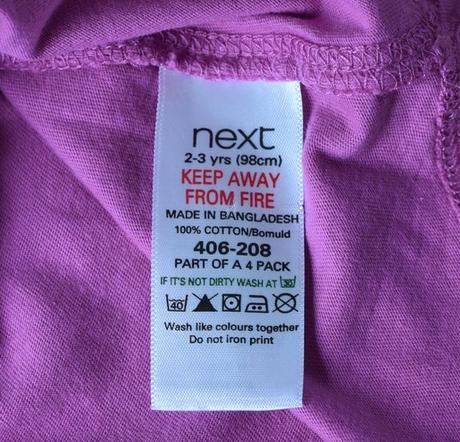 next
2-3 yrs (98cm)
KEEP AWAY
FROM FIRE
MADE IN BANGLADESH
100% COTTON/Bomuld
406-208
PART OF A 4 PACK
IF IT'S NOT DIRTY WASH AT 30
40
Wash like colours together
Do not iron print